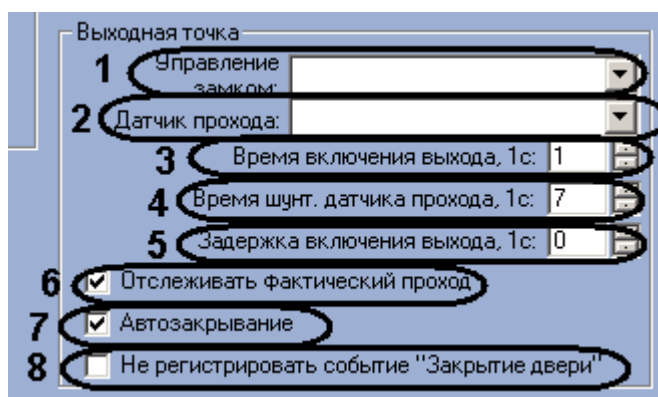 Выходная точка
1 Управление
замком:
2 Датчик прохода:
3 Время включения выхода, 1с: 1
4 Время шунт. датчика прохода, 1с: 7
5 Задержка включения выхода, 1с: 0
6 Отслеживать фактический проход
7 Автозакрывание
8 Не регистрировать событие "Закрытие двери"